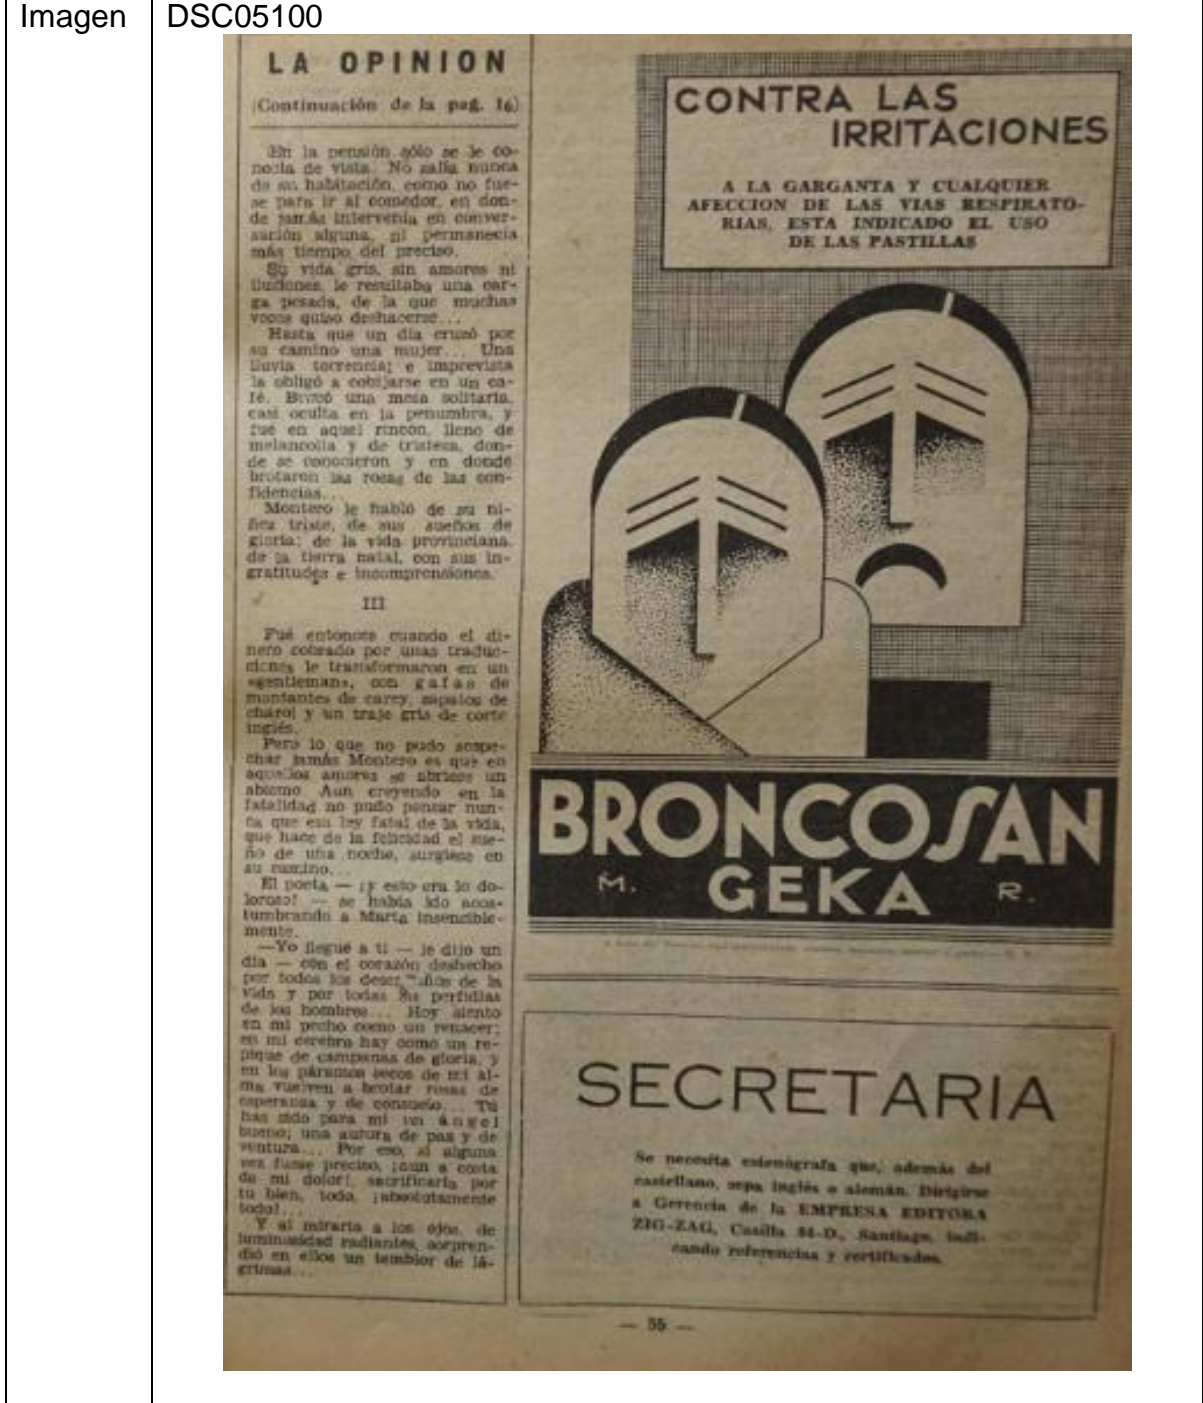 Imagen
DSC05100
LA OPINION
(Continuación de la pag. 16)
En la pensión sólo se le co-
nocía de vista. No salía nunca
de su habitación, como no fue-
se para ir al comedor, en don-
de jamás intervenía en conver-
sación alguna, ni permanecía
más tiempo del preciso.
Su vida gris, sin amores ni
ilusiones, le resultaba una car-
ga pesada, de la que muchas
veces quiso deshacerse...
Hasta que un día cruzó por
su camino una mujer... Una
lluvia torrencial e imprevista
la obligó a cobijarse en un ca-
fé. Buscó una mesa solitaria,
casi oculta en la penumbra, y
fué en aquel rincón, lleno de
melancolía y de tristeza, don-
de se conocieron y en donde
brotaron las rosas de las con-
fidencias...
Montero le habló de su ni-
ñez triste, de sus sueños de
gloria; de la vida provinciana,
de la tierra natal, con sus in-
gratitudes e incomprensiones.
III
Fué entonces cuando el di-
nero cobrado por unas traduc-
ciones le transformaron en un
«gentleman», con gafas de
montantes de carey, zapatos de
charol y un traje gris de corte
inglés.
Pero lo que no pudo sospe-
char jamás Montero es que en
aquellos amores se abriese un
abismo. Aun creyendo en la
fatalidad no pudo pensar nun-
ca que esa ley fatal de la vida,
que hace de la felicidad el sue-
ño de una noche, surgiese en
su camino...
El poeta — ¡y esto era lo do-
loroso! — se había ido acos-
tumbrando a Marta insensible-
mente.
—Yo llegué a ti — le dijo un
día — con el corazón deshecho
por todos los de la
vida y por todas las perfidias
de los hombres... Hoy siento
en mi pecho como un renacer;
en mi cerebro hay como un re-
pique de campanas de gloria, y
en los páramos secos de mi al-
ma vuelven a brotar rosas de
esperanza y de consuelo... Tú
has sido para mí un ángel
bueno; una aurora de paz y de
ventura... Por eso, si alguna
vez fuese preciso, ¡aun a costa
de mi dolor!, sacrificaría por
tu bien, todo, ¡absolutamente
todo!...
Y al mirarla a los ojos, de
luminosidad radiantes, sorpren-
dió en ellos un temblor de lá-
grimas...
CONTRA LAS
IRRITACIONES
A LA GARGANTA Y CUALQUIER
AFECCION DE LAS VIAS RESPIRATO-
RIAS, ESTA INDICADO EL USO
DE LAS PASTILLAS
BRONCOSAN
M. GEKA R.
SECRETARIA
Se necesita estenógrafa que, además del
castellano, sepa inglés o alemán. Dirigirse
a Gerencia de la EMPRESA EDITORA
ZIG-ZAG, Casilla 84-D., Santiago, indi-
cando referencias y certificados.
— 55 —